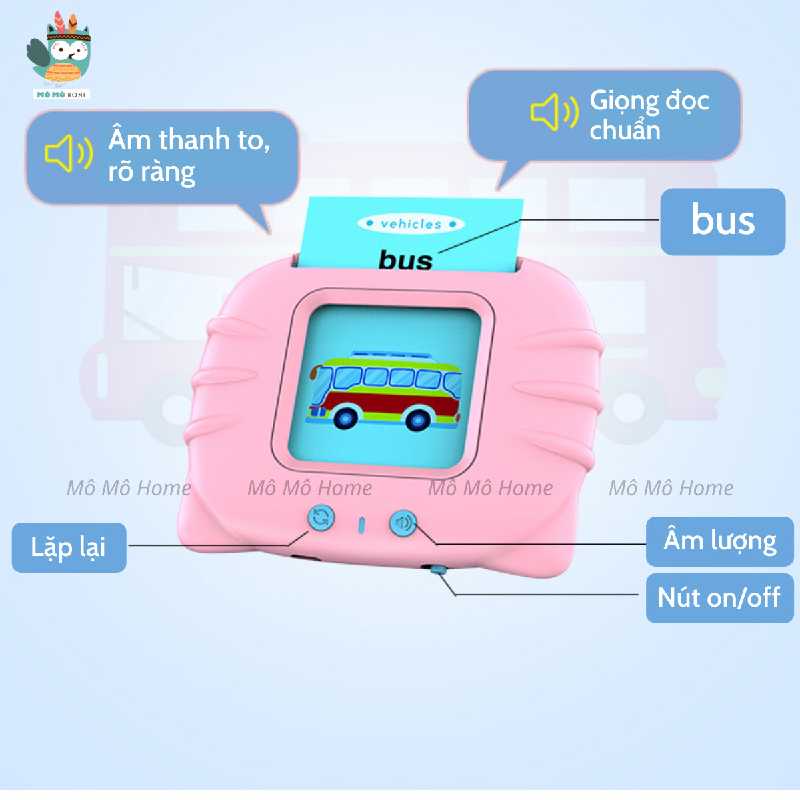 MÔ MÔ HOME
Âm thanh to,
rõ ràng
Giọng đọc
chuẩn
vehicles
bus
bus
Mô Mô Home Mô Mô Home Mô Mô Home Mô Mô Home
Lặp lại
Âm lượng
Nút on/off